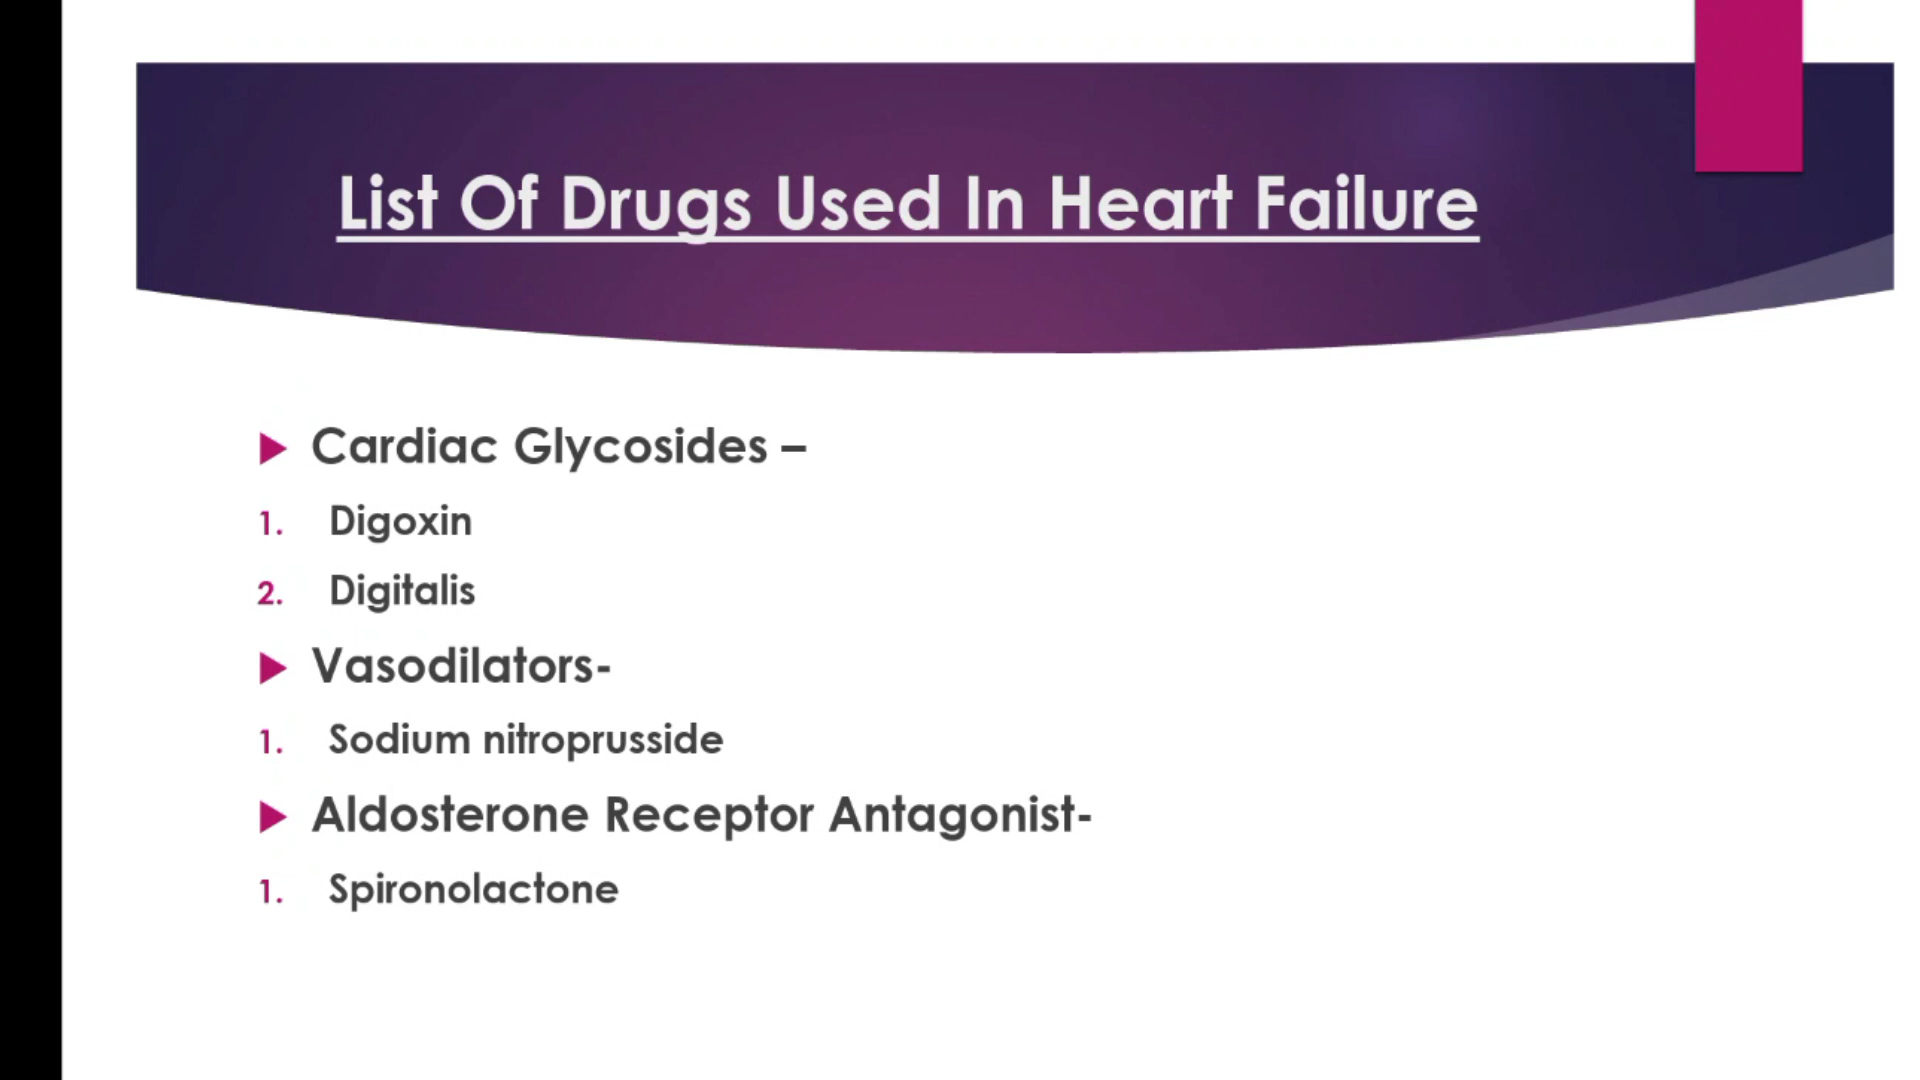 List Of Drugs Used In Heart Failure
Cardiac Glycosides –
1. Digoxin
2. Digitalis
Vasodilators-
1. Sodium nitroprusside
Aldosterone Receptor Antagonist-
1. Spironolactone